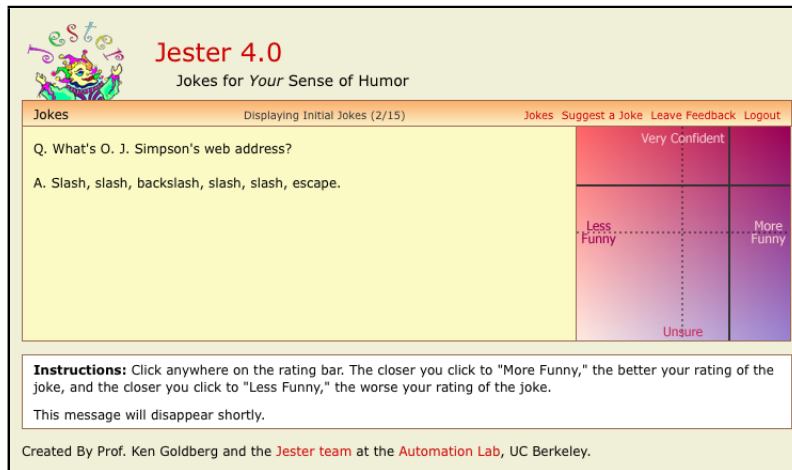 Jester
Jester 4.0
Jokes for Your Sense of Humor
Jokes Displaying Initial Jokes (2/15) Jokes Suggest a Joke Leave Feedback Logout
Q. What's O. J. Simpson's web address?
A. Slash, slash, backslash, slash, slash, escape.
Very Confident
Less Funny
More Funny
Unsure
Instructions: Click anywhere on the rating bar. The closer you click to "More Funny," the better your rating of the
joke, and the closer you click to "Less Funny," the worse your rating of the joke.
This message will disappear shortly.
Created By Prof. Ken Goldberg and the Jester team at the Automation Lab, UC Berkeley.